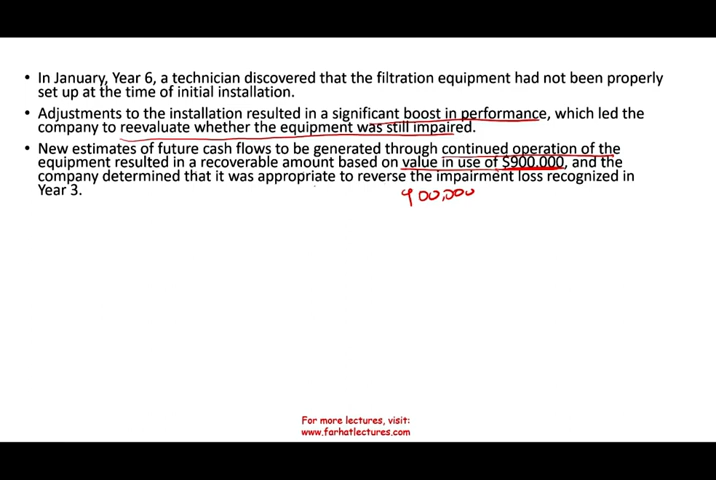 • In January, Year 6, a technician discovered that the filtration equipment had not been properly
set up at the time of initial installation.
• Adjustments to the installation resulted in a significant boost in performance, which led the
company to reevaluate whether the equipment was still impaired.
• New estimates of future cash flows to be generated through continued operation of the
equipment resulted in a recoverable amount based on value in use of $900,000, and the
company determined that it was appropriate to reverse the impairment loss recognized in
Year 3.
900,000
For more lectures, visit:
www.farhatlectures.com